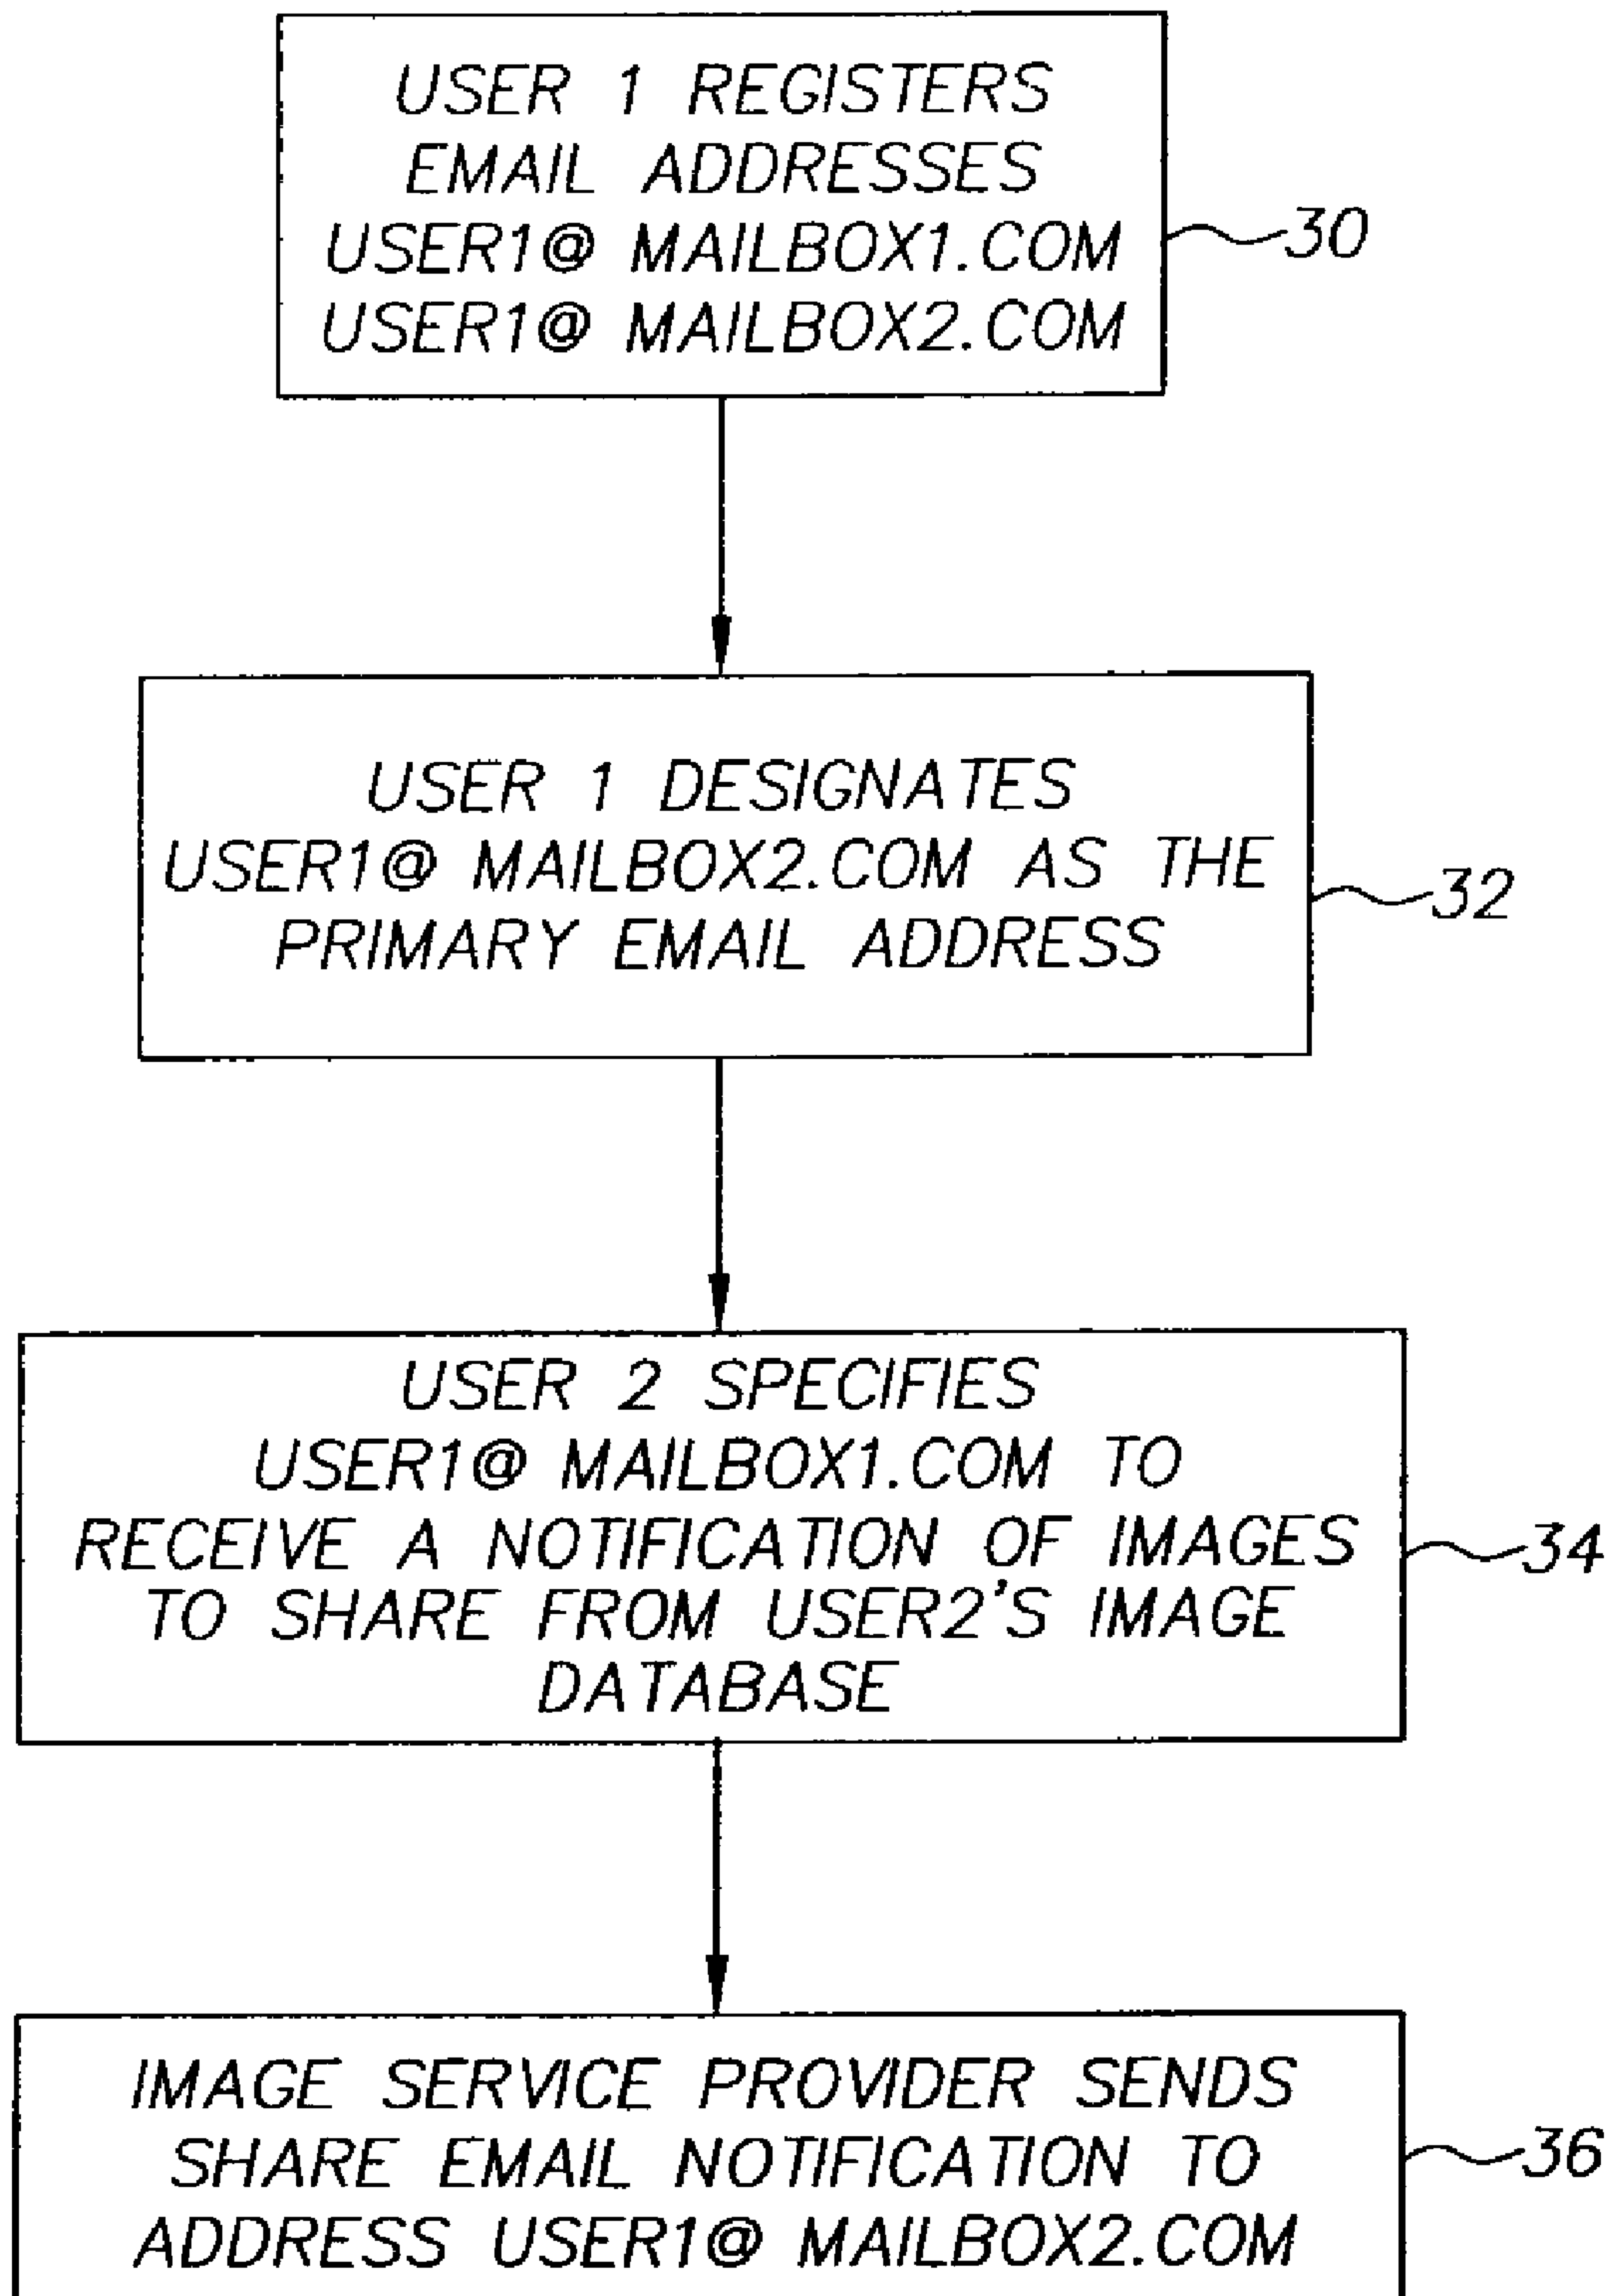 USER 1 REGISTERS
EMAIL ADDRESSES
USER1@ MAILBOX1.COM
USER1@ MAILBOX2.COM
30
USER 1 DESIGNATES
USER1@ MAILBOX2.COM AS THE
PRIMARY EMAIL ADDRESS
32
USER 2 SPECIFIES
USER1@ MAILBOX1.COM TO
RECEIVE A NOTIFICATION OF IMAGES
TO SHARE FROM USER2'S IMAGE
DATABASE
34
IMAGE SERVICE PROVIDER SENDS
SHARE EMAIL NOTIFICATION TO
ADDRESS USER1@ MAILBOX2.COM
36